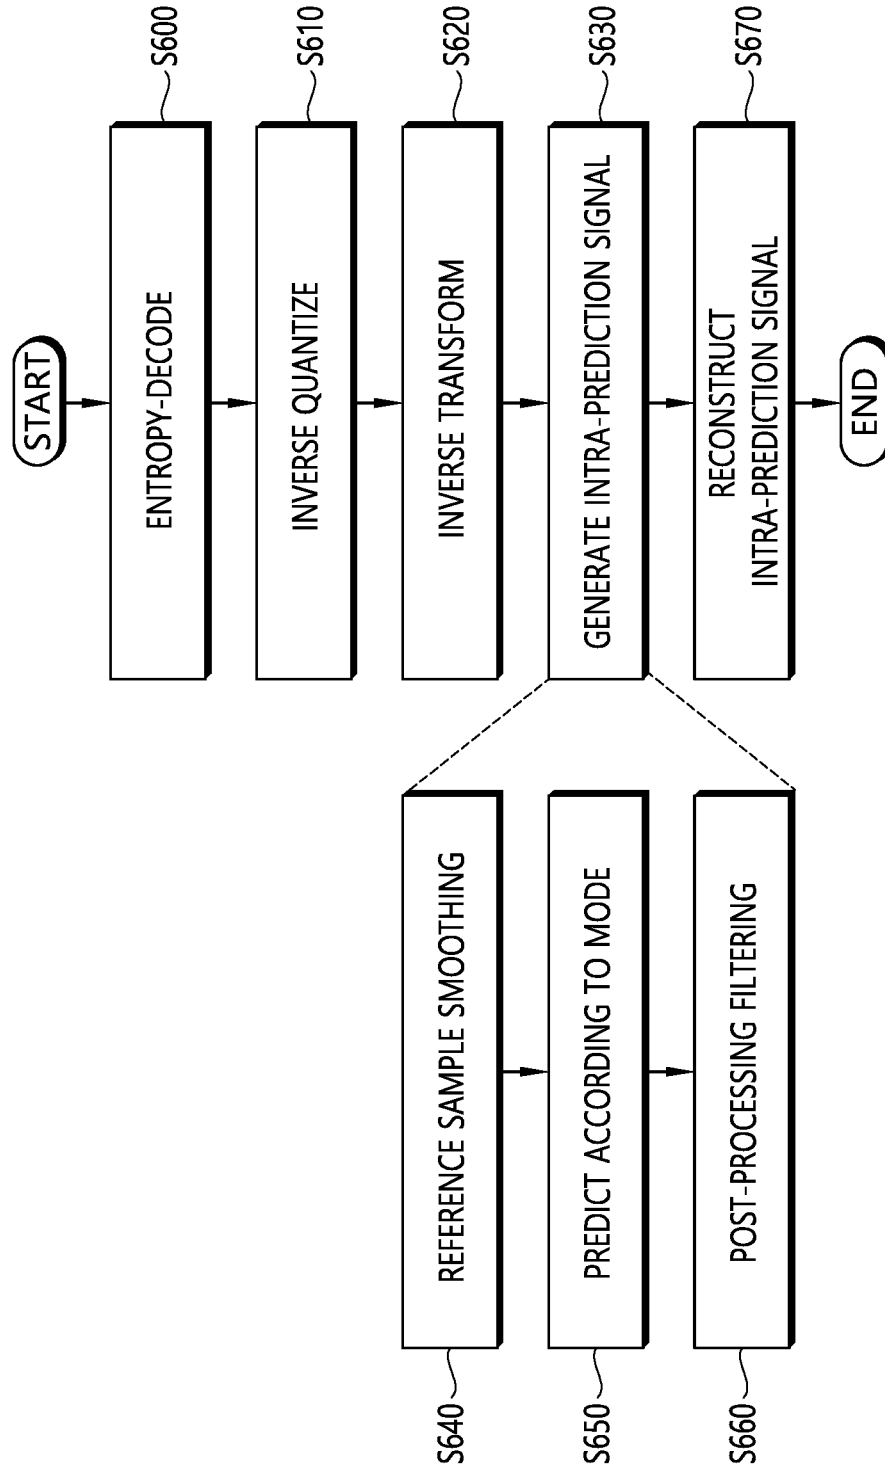 START
ENTROPY-DECODE
S600
INVERSE QUANTIZE
S610
INVERSE TRANSFORM
S620
GENERATE INTRA-PREDICTION SIGNAL
S630
S640
REFERENCE SAMPLE SMOOTHING
S650
PREDICT ACCORDING TO MODE
S660
POST-PROCESSING FILTERING
RECONSTRUCT
INTRA-PREDICTION SIGNAL
S670
END